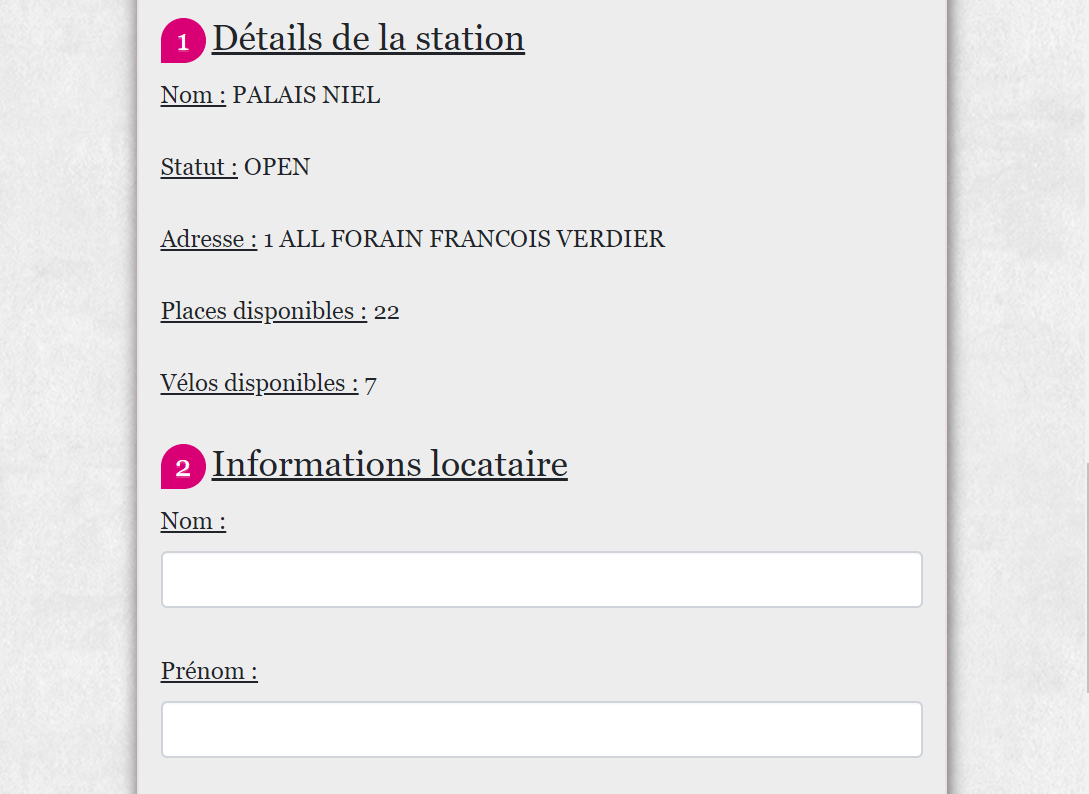 1 Détails de la station
Nom : PALAIS NIEL
Statut : OPEN
Adresse : 1 ALL FORAIN FRANCOIS VERDIER
Places disponibles : 22
Vélos disponibles : 7
2 Informations locataire
Nom :
Prénom :